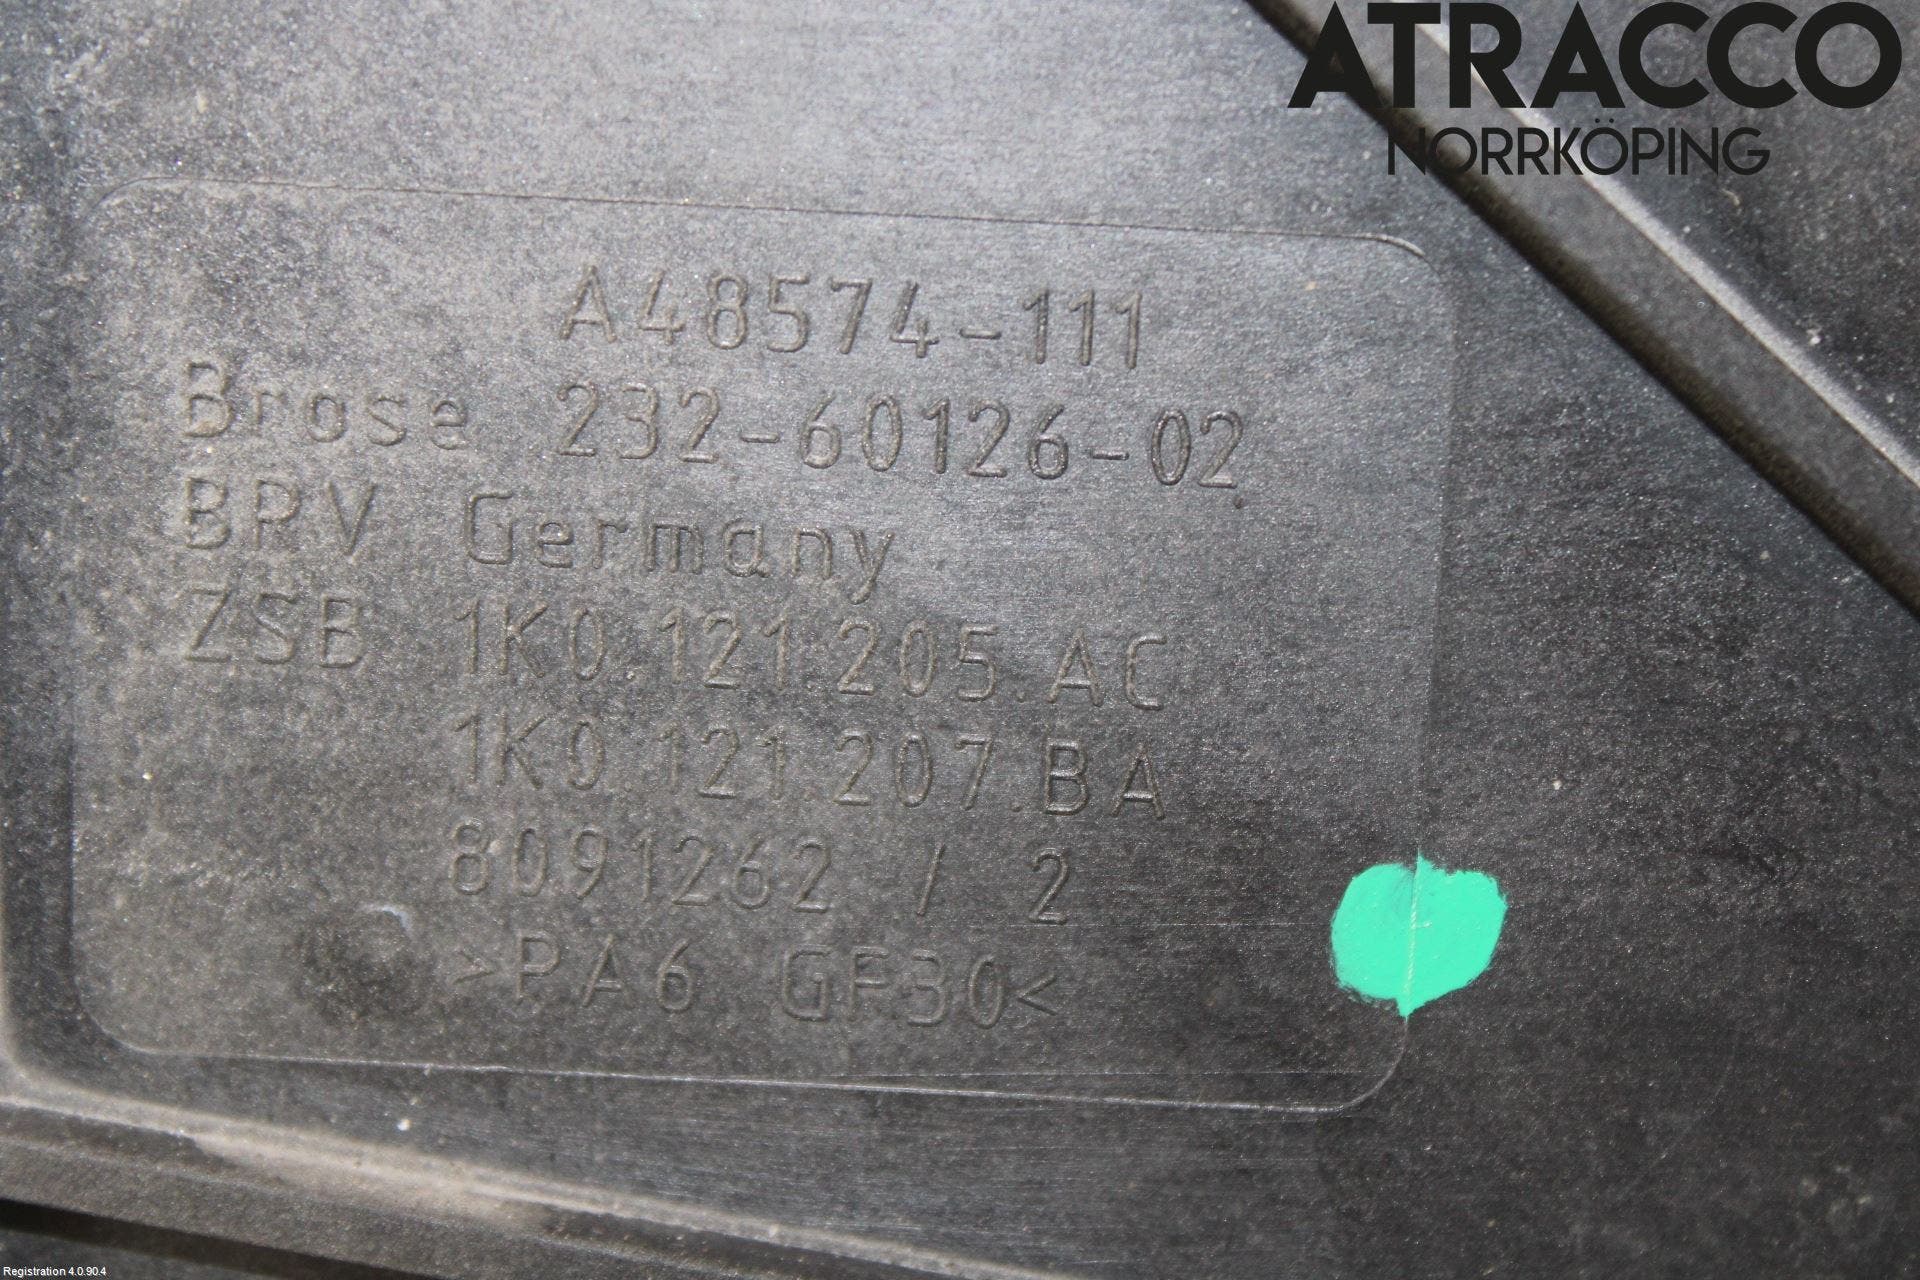 ATRACCO
NORRKÖPING
A48574-111
Brose 232-60126-02
BRV Germany
ZSB 1K0.121.205.AC
1K0.121.207.BA
8091262 / 2
>PA6 GF30<
Registration 4.0.90.4